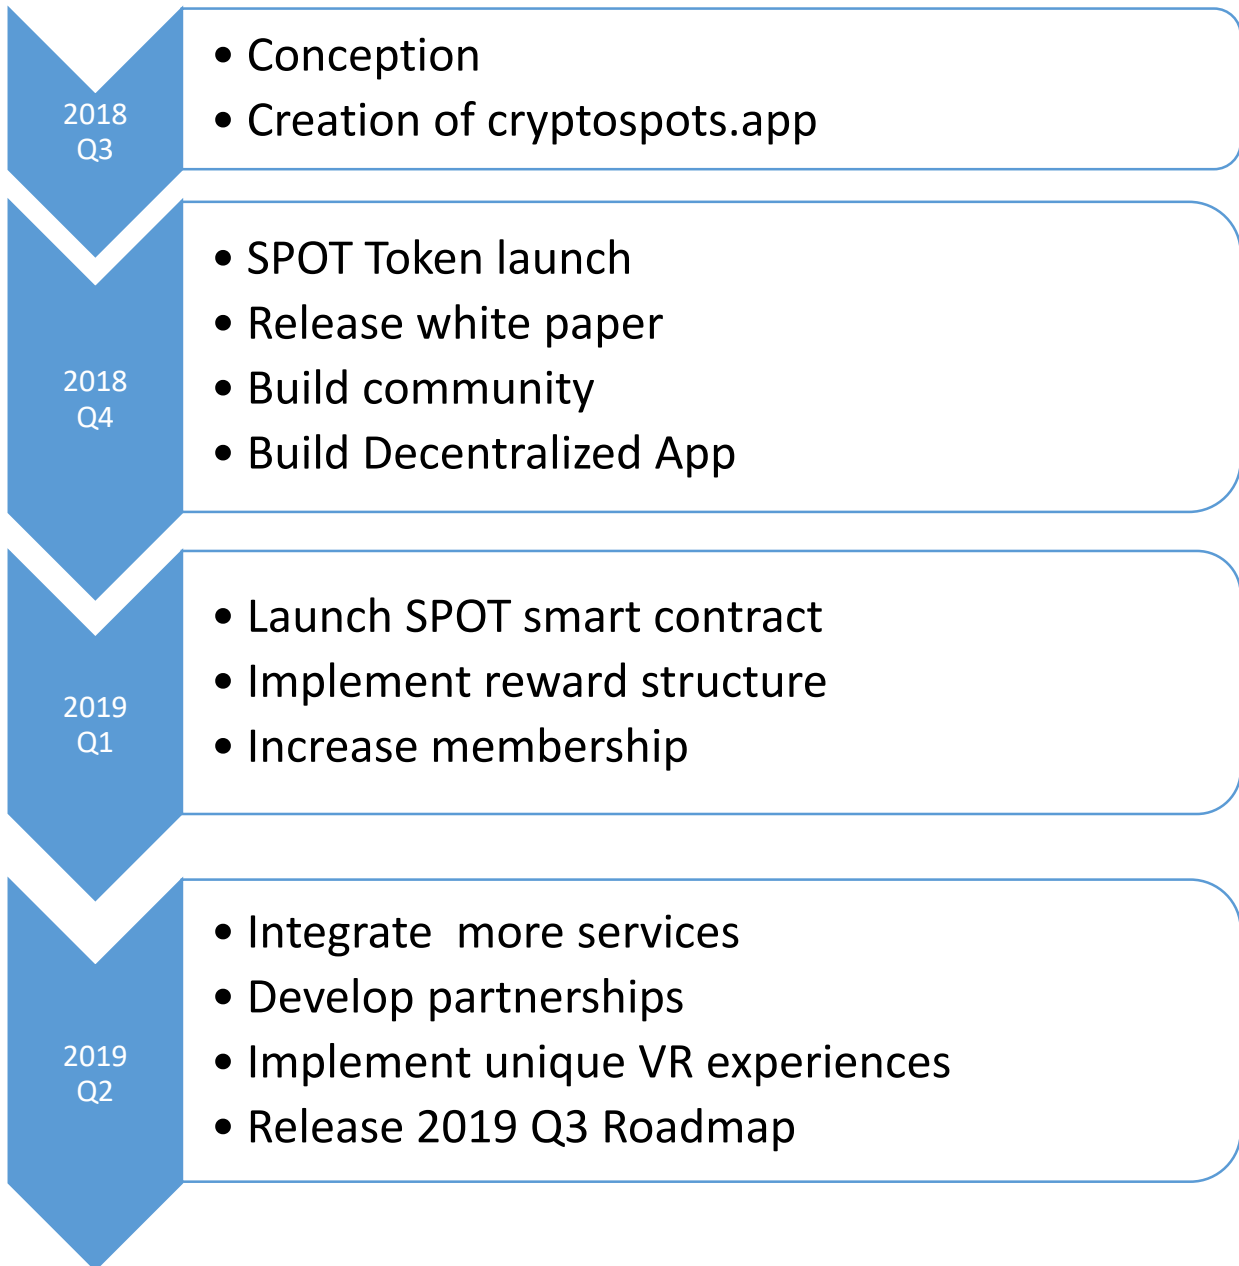 2018
Q3
• Conception
• Creation of cryptospots.app
2018
Q4
• SPOT Token launch
• Release white paper
• Build community
• Build Decentralized App
2019
Q1
• Launch SPOT smart contract
• Implement reward structure
• Increase membership
2019
Q2
• Integrate  more services
• Develop partnerships
• Implement unique VR experiences
• Release 2019 Q3 Roadmap